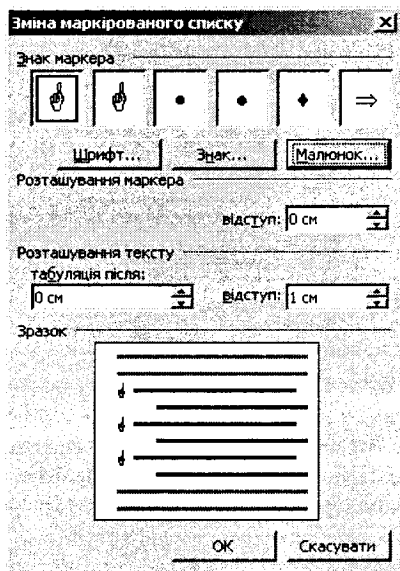 Зміна маркірованого списку
Знак маркера
Шрифт... Знак... Малюнок...
Розташування маркера
відступ: 0 см
Розташування тексту
табуляція після:
0 см відступ: 1 см
Зразок
ОК Скасувати